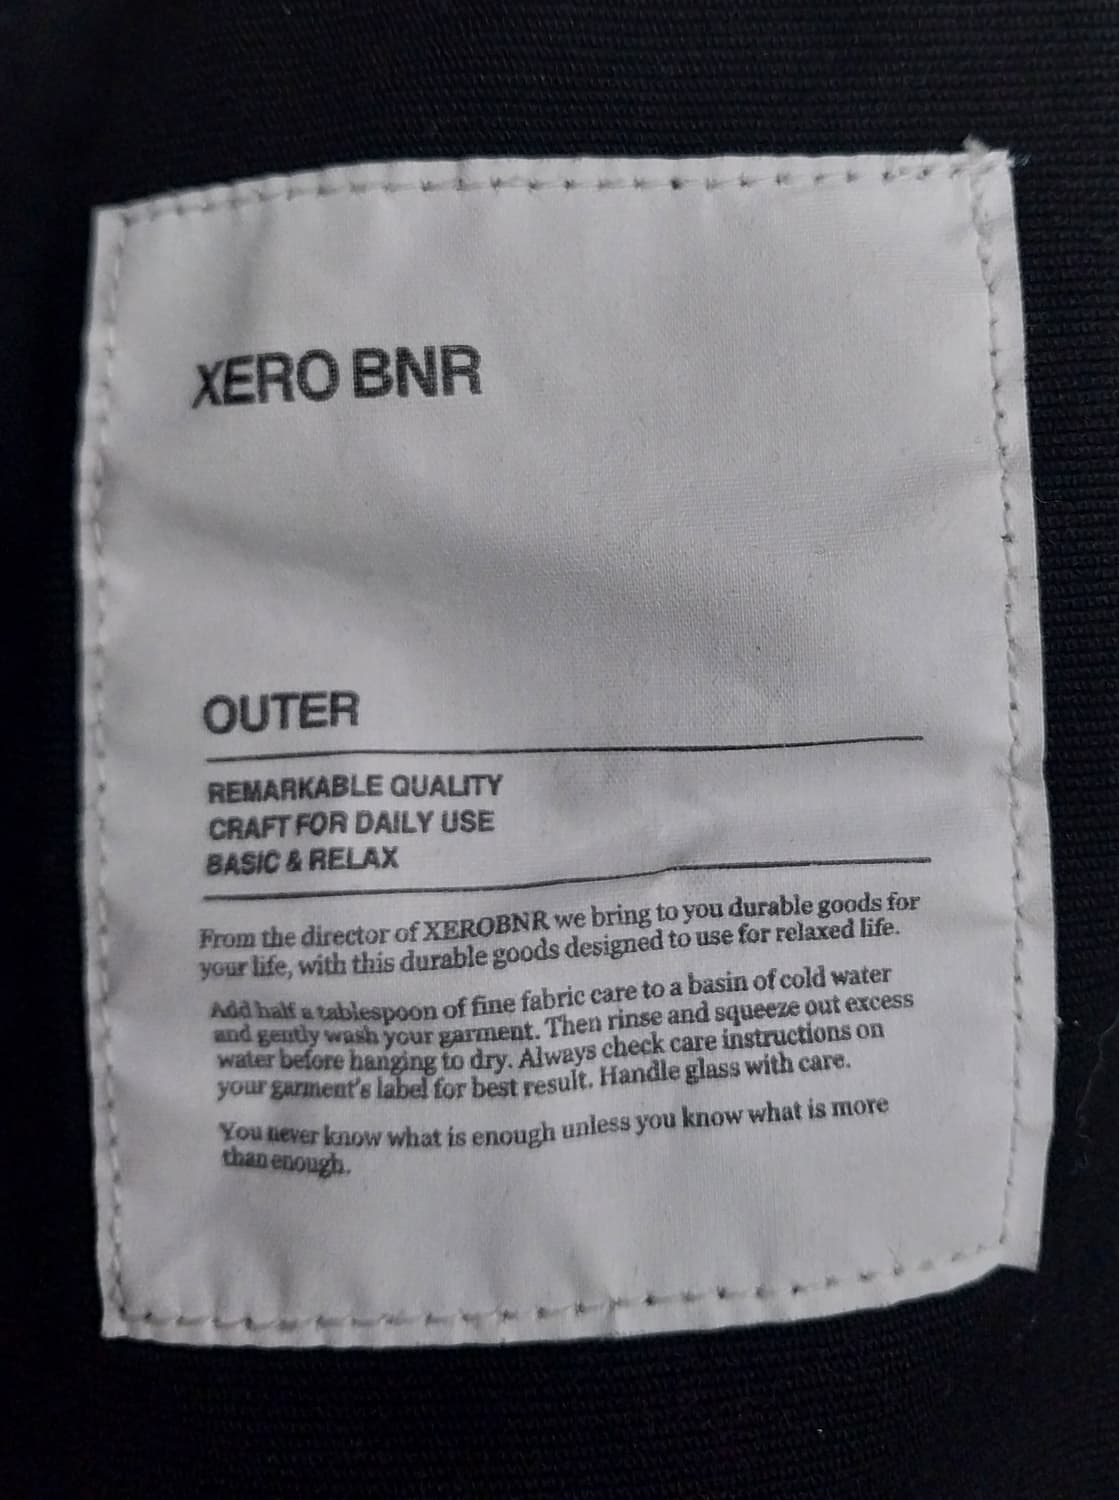 XERO BNR
OUTER
REMARKABLE QUALITY
CRAFT FOR DAILY USE
BASIC & RELAX
From the director of XEROBNR we bring to you durable goods for
your life, with this durable goods designed to use for relaxed life.
Add half a tablespoon of fine fabric care to a basin of cold water
and gently wash your garment. Then rinse and squeeze out excess
water before hanging to dry. Always check care instructions on
your garment's label for best result. Handle glass with care.
You never know what is enough unless you know what is more
than enough.